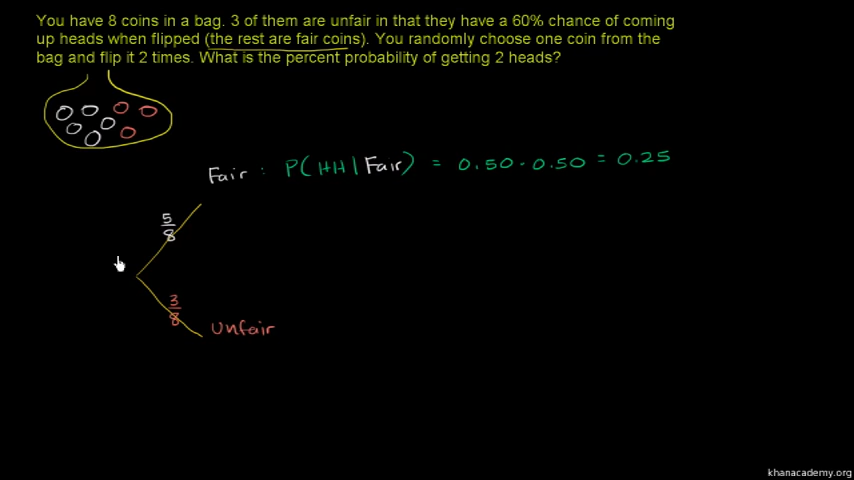 You have 8 coins in a bag. 3 of them are unfair in that they have a 60% chance of coming
up heads when flipped (the rest are fair coins). You randomly choose one coin from the
bag and flip it 2 times. What is the percent probability of getting 2 heads?
Fair : P(HH|Fair) = 0.50 · 0.50 = 0.25
5/8
3/8
Unfair
khanacademy.org